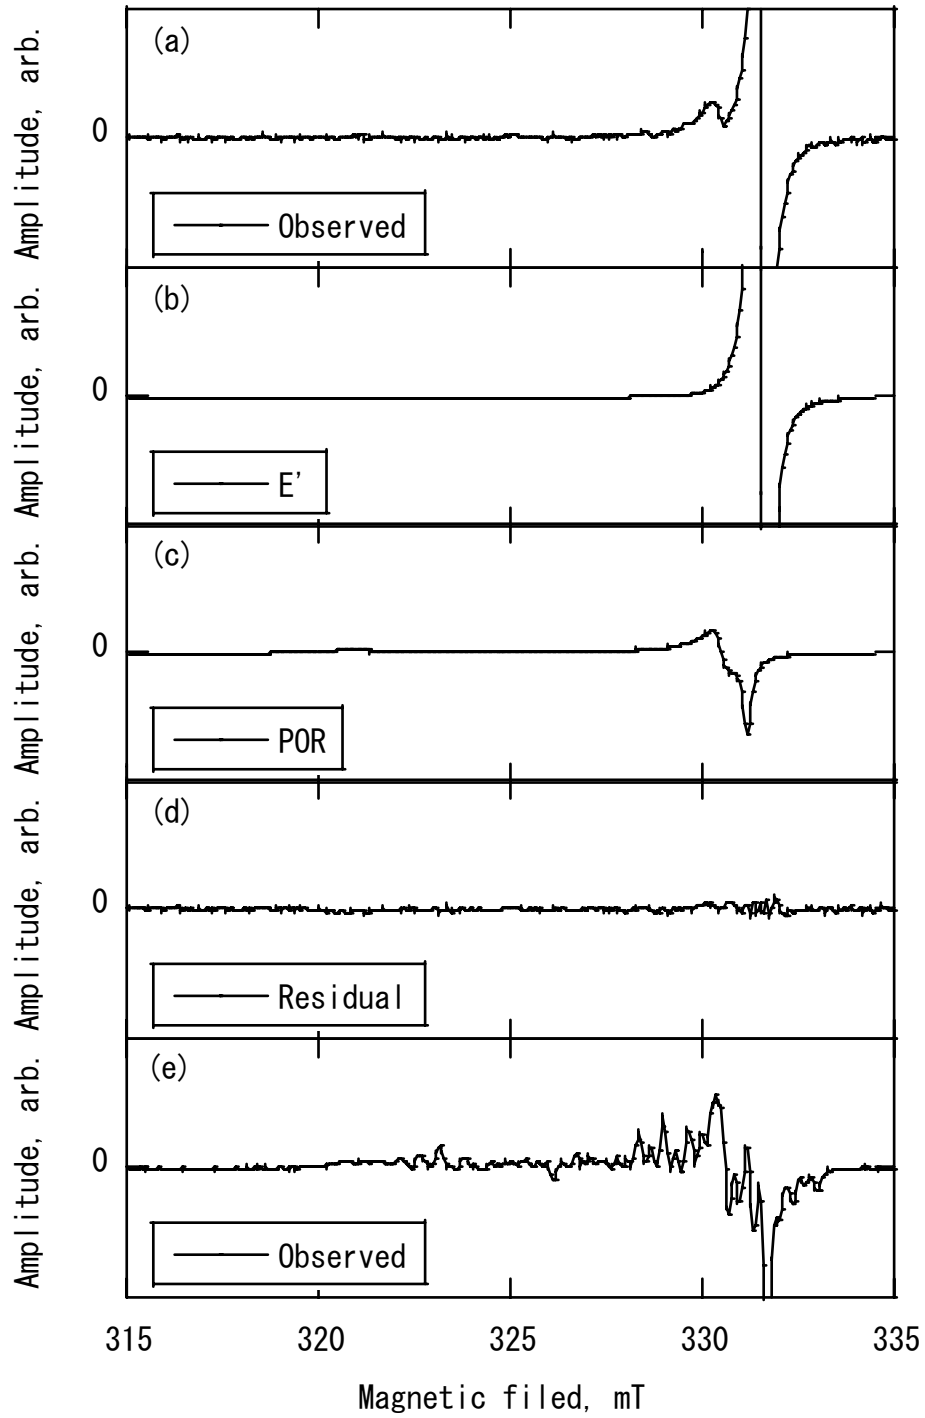 (a)
Amplitude, arb.
0
Observed
(b)
Amplitude, arb.
0
E'
(c)
Amplitude, arb.
0
POR
(d)
Amplitude, arb.
0
Residual
(e)
Amplitude, arb.
0
Observed
315 320 325 330 335
Magnetic filed, mT